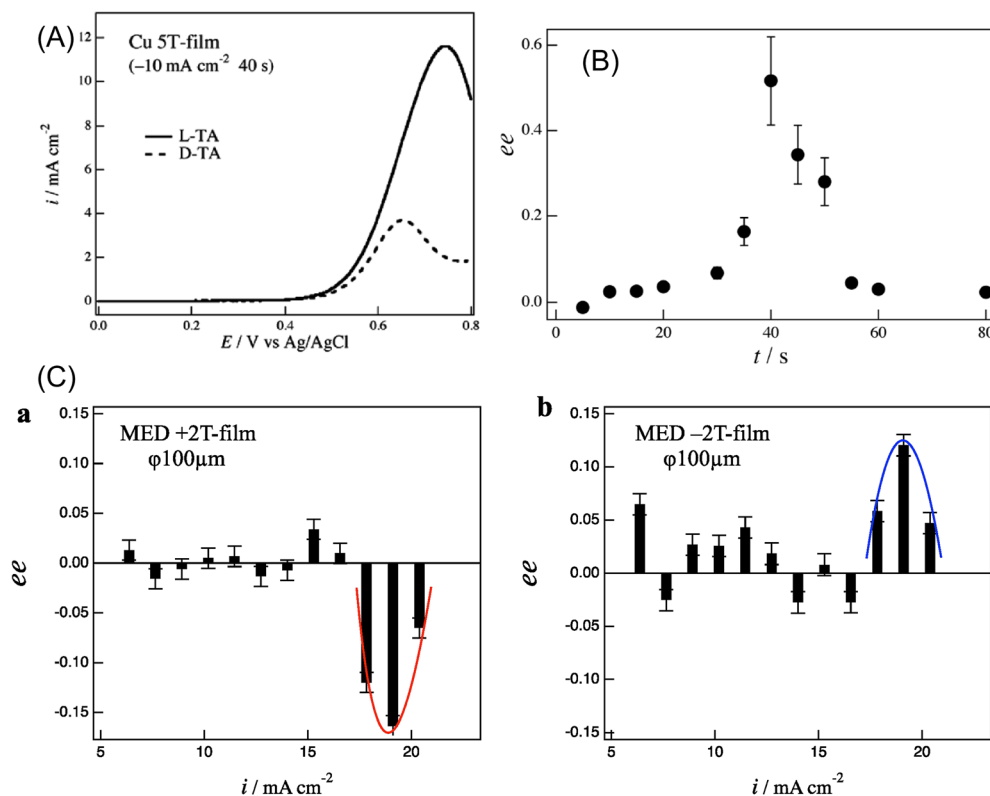 (A)
Cu 5T-film
(−10 mA cm⁻² 40 s)
L-TA
D-TA
i / mA cm⁻²
12
10
8
6
4
2
0
0.0 0.2 0.4 0.6 0.8
E / V vs Ag/AgCl
(B)
ee
0.6
0.4
0.2
0.0
0 20 40 60 80
t / s
(C)
a
MED +2T-film
φ100μm
ee
0.15
0.10
0.05
0.00
-0.05
-0.10
-0.15
5 10 15 20
i / mA cm⁻²
b
MED −2T-film
φ100μm
ee
0.15
0.10
0.05
0.00
-0.05
-0.10
-0.15
5 10 15 20
i / mA cm⁻²